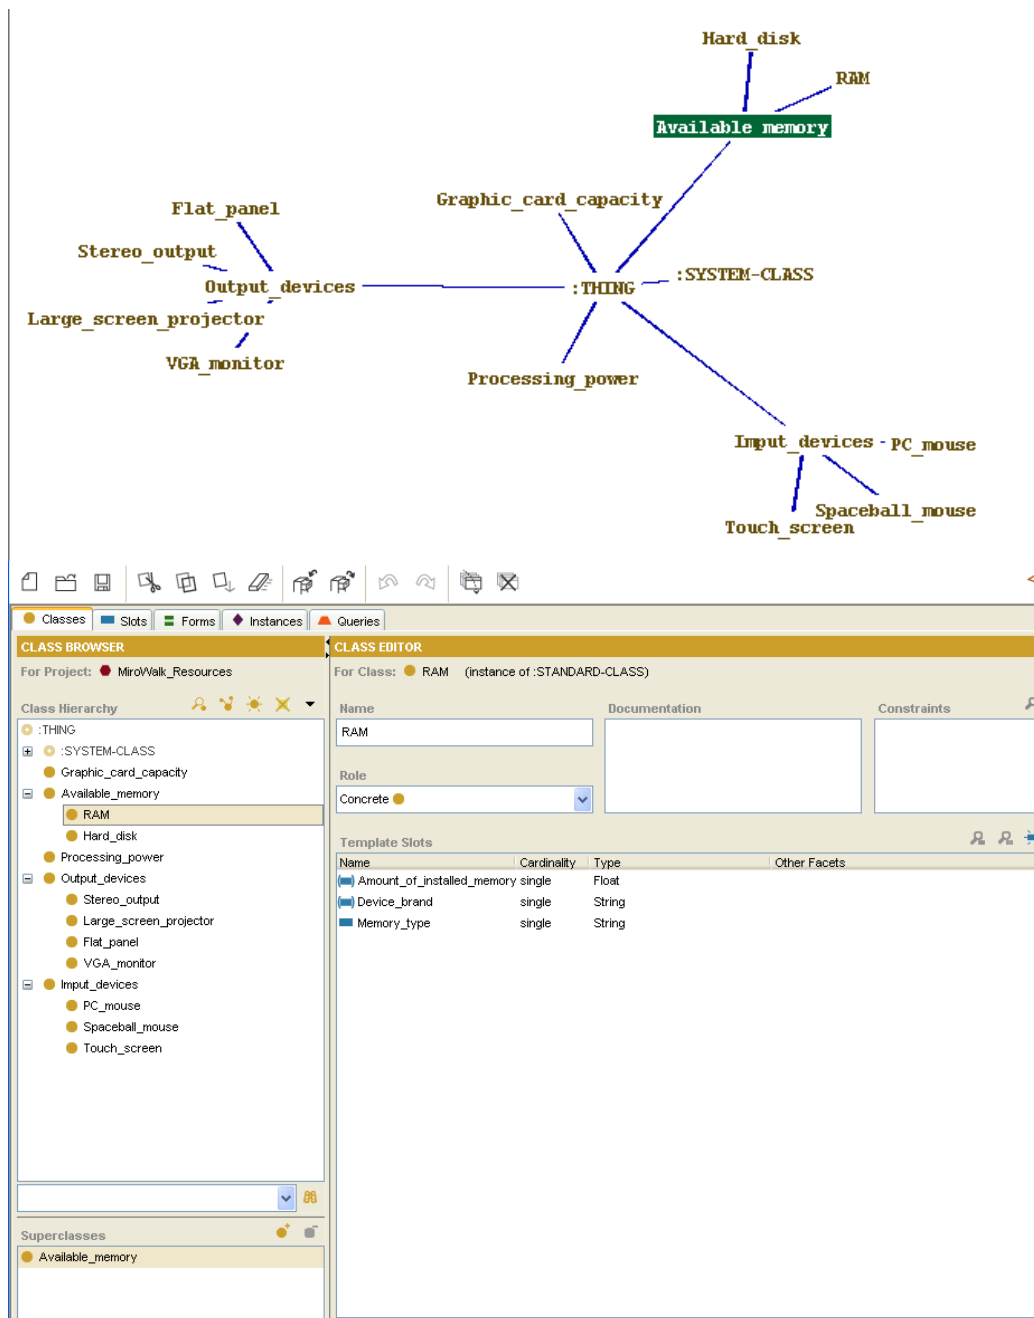 Hard_disk
RAM
Available memory
Graphic_card_capacity
Flat_panel
Stereo_output
:SYSTEM-CLASS
Output_devices
:THING
Large_screen_projector
VGA_monitor
Processing_power
Imput_devices
PC_mouse
Spaceball_mouse
Touch_screen
Classes Slots Forms Instances Queries
CLASS BROWSER
CLASS EDITOR
For Project: MiroWalk_Resources
For Class: RAM (instance of :STANDARD-CLASS)
Class Hierarchy
Name Documentation Constraints
:THING
RAM
:SYSTEM-CLASS
Graphic_card_capacity
Role
Available_memory
Concrete
RAM
Hard_disk
Template Slots
Processing_power
Name Cardinality Type Other Facets
Output_devices
Amount_of_installed_memory single Float
Stereo_output
Device_brand single String
Large_screen_projector
Memory_type single String
Flat_panel
VGA_monitor
Imput_devices
PC_mouse
Spaceball_mouse
Touch_screen
Superclasses
Available_memory